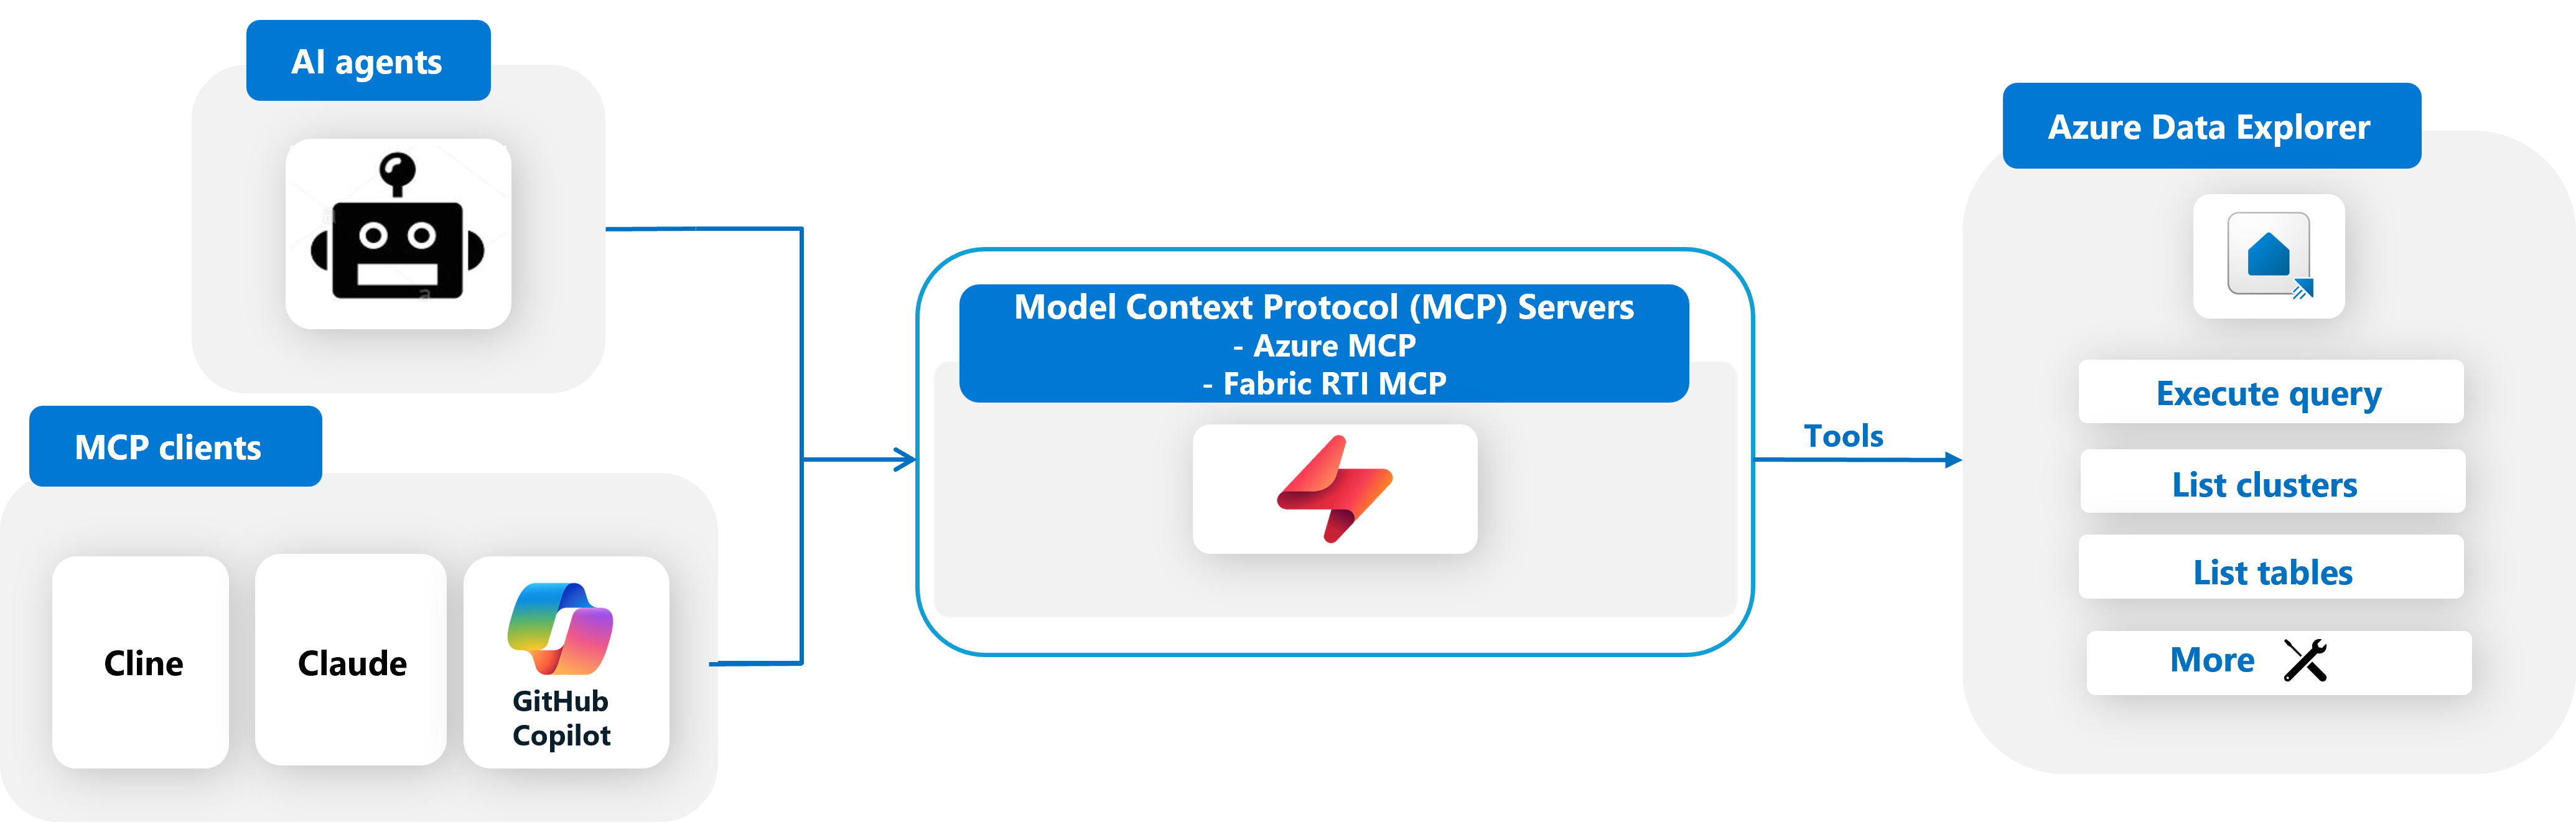 AI agents
MCP clients
Cline
Claude
GitHub
Copilot
Model Context Protocol (MCP) Servers
- Azure MCP
- Fabric RTI MCP
Tools
Azure Data Explorer
Execute query
List clusters
List tables
More